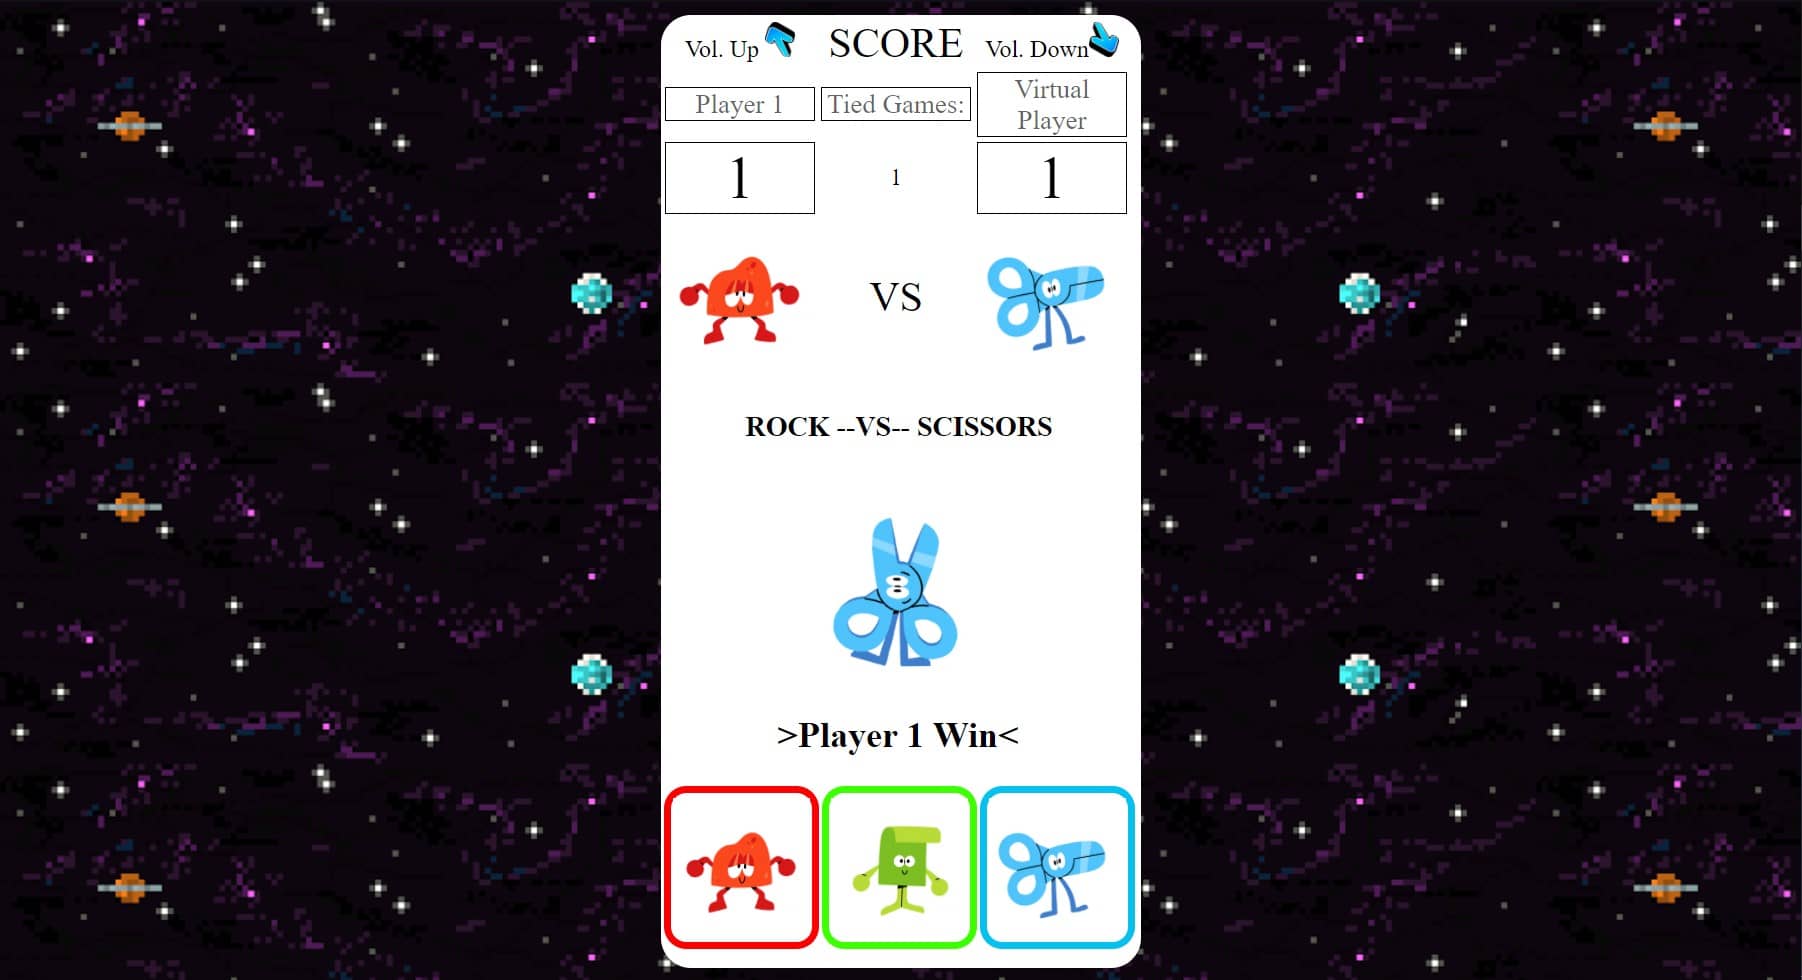 Vol. Up
SCORE
Vol. Down
Player 1
Tied Games:
Virtual
Player
1
1
1
VS
ROCK --VS-- SCISSORS
>Player 1 Win<